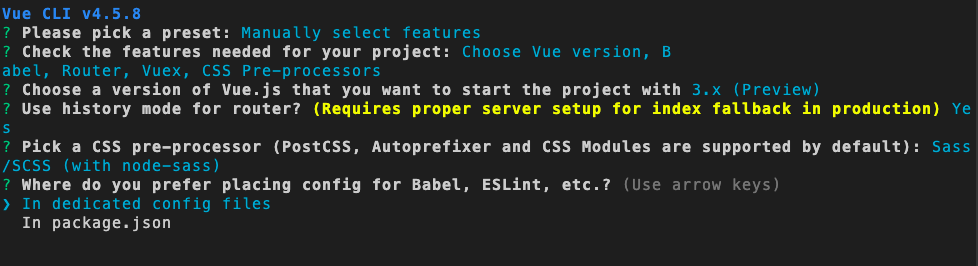 Vue CLI v4.5.8
? Please pick a preset: Manually select features
? Check the features needed for your project: Choose Vue version, B
abel, Router, Vuex, CSS Pre-processors
? Choose a version of Vue.js that you want to start the project with 3.x (Preview)
? Use history mode for router? (Requires proper server setup for index fallback in production) Ye
s
? Pick a CSS pre-processor (PostCSS, Autoprefixer and CSS Modules are supported by default): Sass
/SCSS (with node-sass)
? Where do you prefer placing config for Babel, ESLint, etc.? (Use arrow keys)
❯ In dedicated config files
In package.json